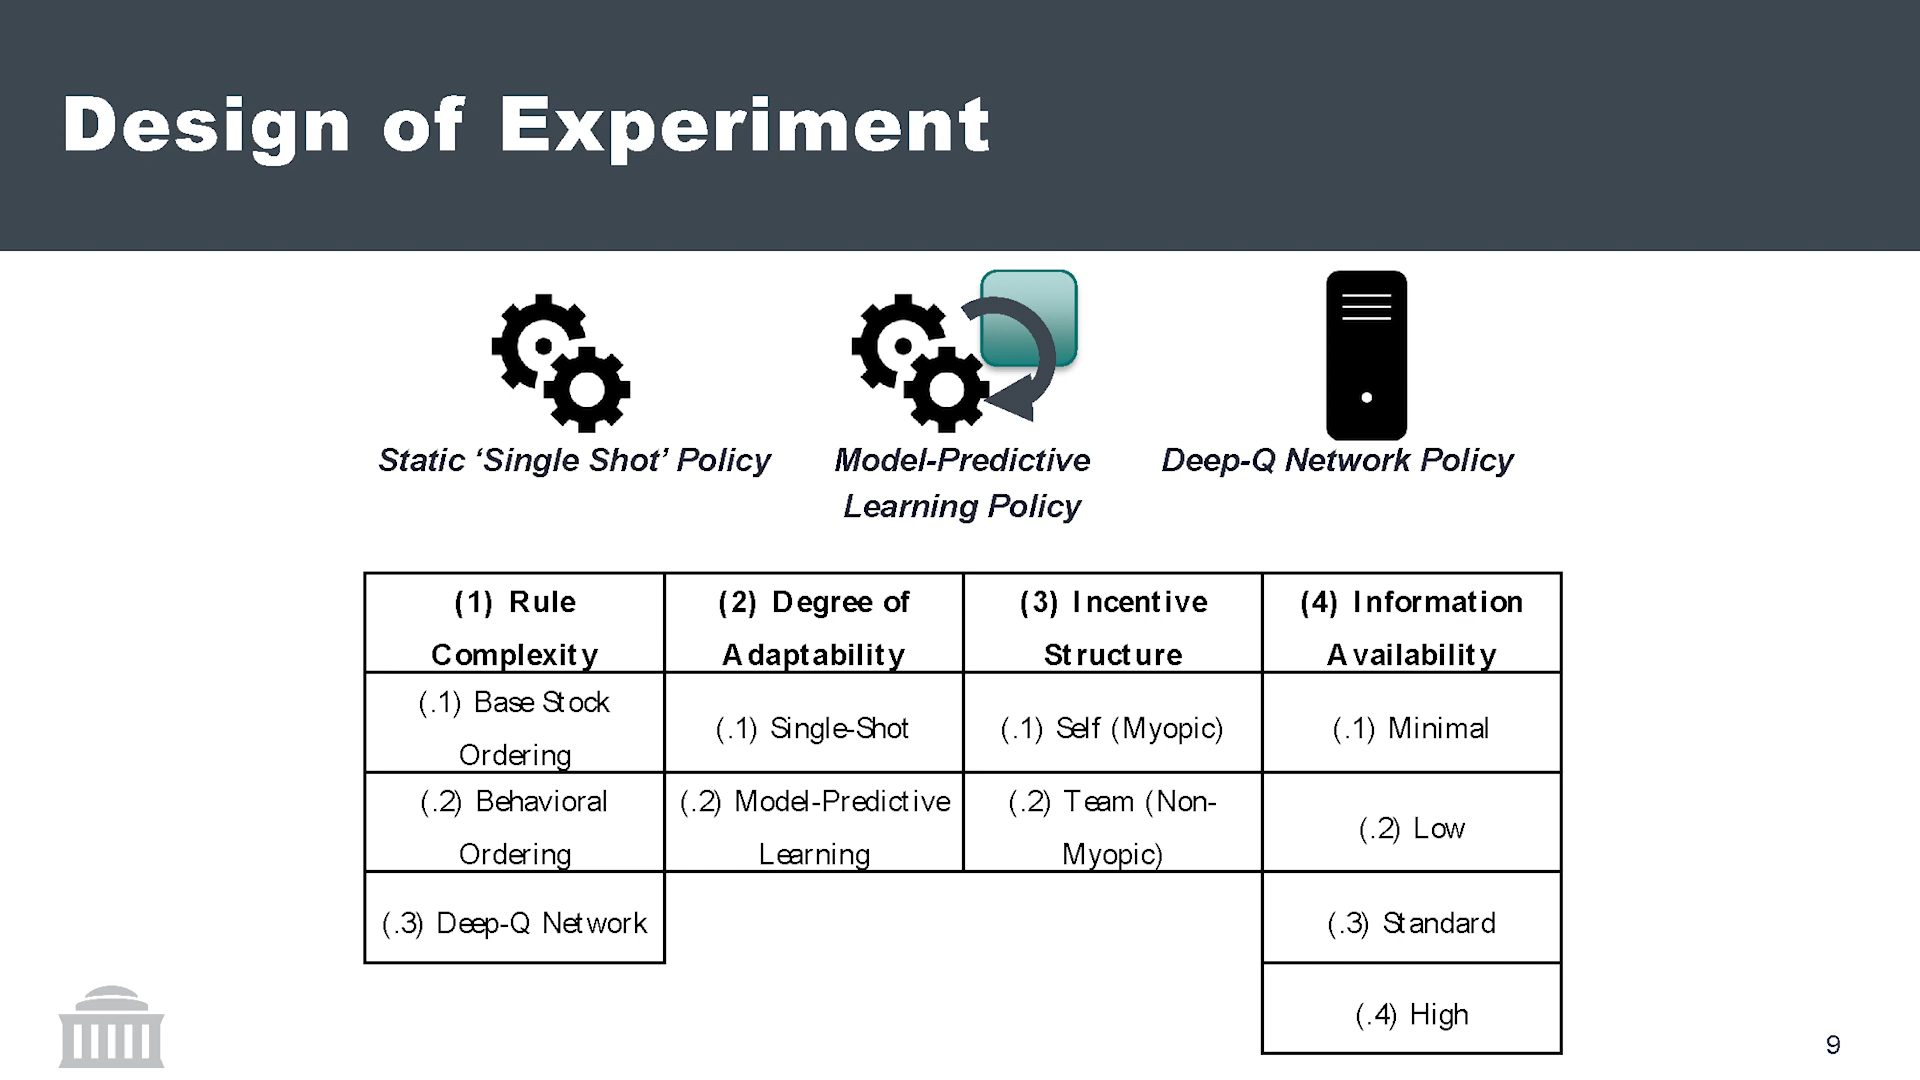 Design of Experiment
Static ‘Single Shot’ Policy
Model-Predictive
Learning Policy
Deep-Q Network Policy
(1) Rule
Complexity
(2) Degree of
Adaptability
(3) Incentive
Structure
(4) Information
Availability
(.1) Base Stock
Ordering
(.1) Single-Shot
(.1) Self (Myopic)
(.1) Minimal
(.2) Behavioral
Ordering
(.2) Model-Predictive
Learning
(.2) Team (Non-
Myopic)
(.2) Low
(.3) Deep-Q Network
(.3) Standard
(.4) High
9